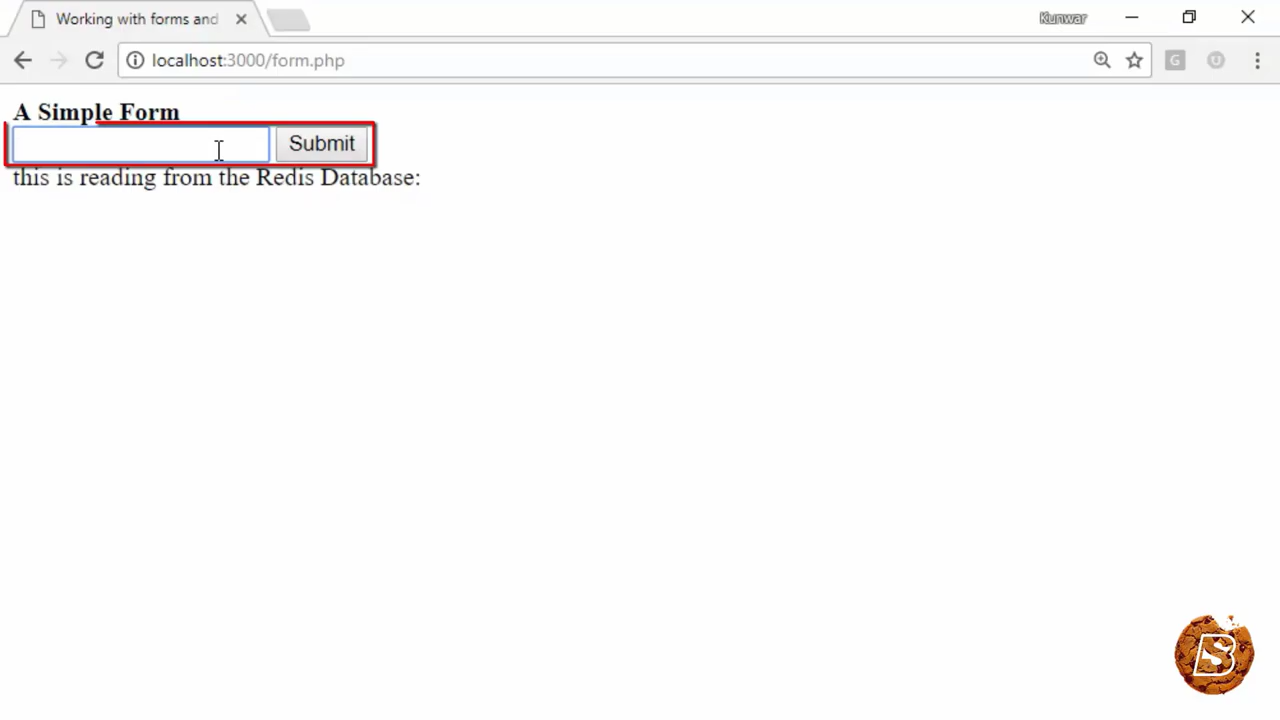 Working with forms and
Kunwar
localhost:3000/form.php
G
U
A Simple Form
Submit
this is reading from the Redis Database:
BS